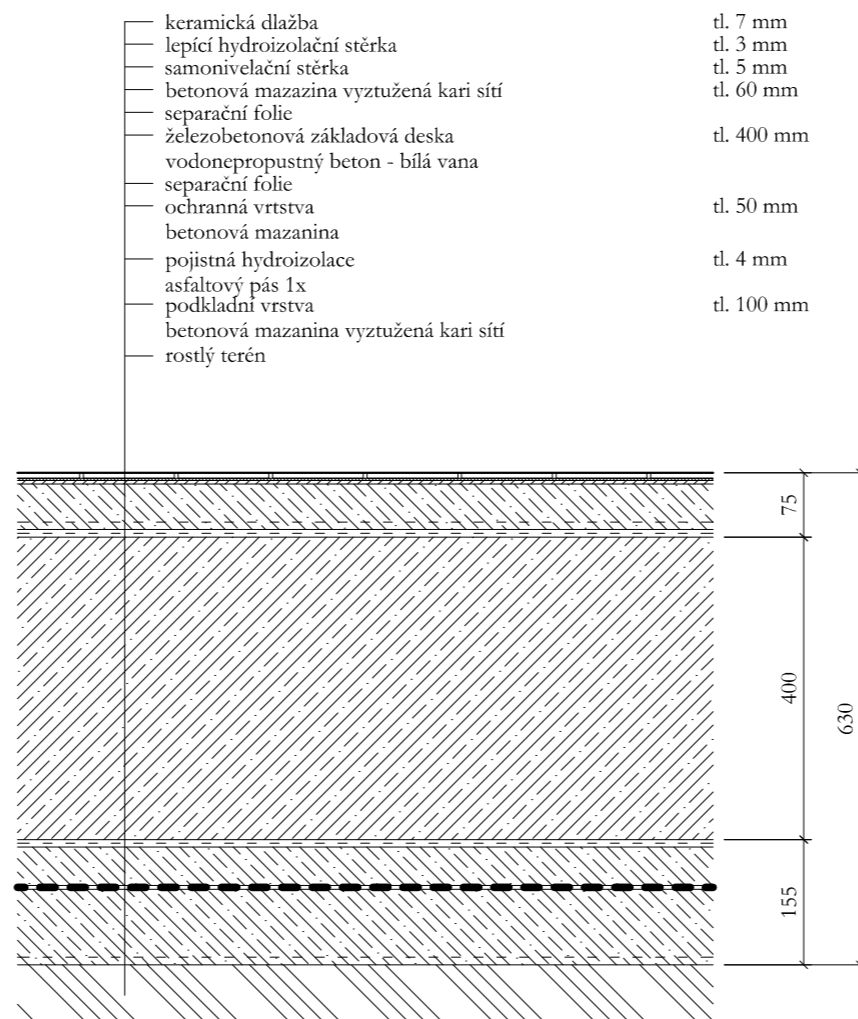 keramická dlažba tl. 7 mm
lepící hydroizolační stěrka tl. 3 mm
samonivelační stěrka tl. 5 mm
betonová mazazina vyztužená kari sítí tl. 60 mm
separační folie
železobetonová základová deska tl. 400 mm
vodonepropustný beton - bílá vana
separační folie
ochranná vrtstva tl. 50 mm
betonová mazanina
pojistná hydroizolace tl. 4 mm
asfaltový pás 1x
podkladní vrstva tl. 100 mm
betonová mazanina vyztužená kari sítí
rostlý terén
75
400
630
155